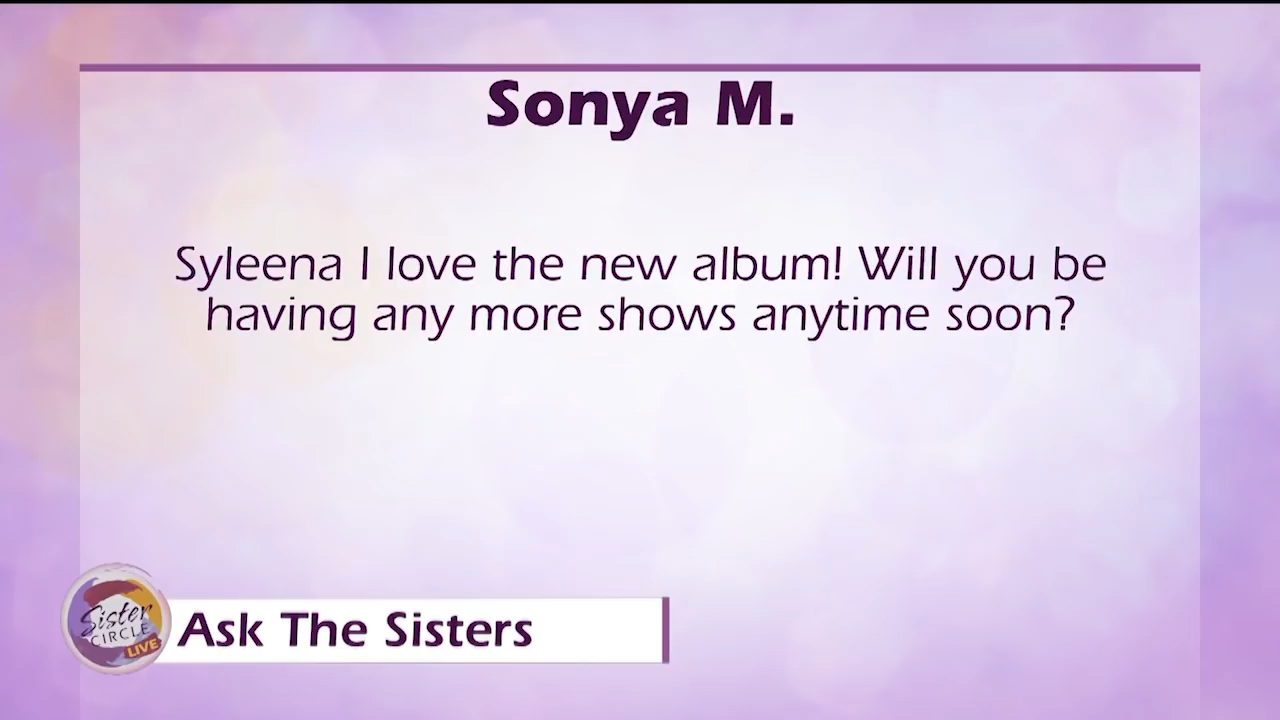 Sonya M.
Syleena I love the new album! Will you be
having any more shows anytime soon?
Sister
CIRCLE
LIVE
Ask The Sisters